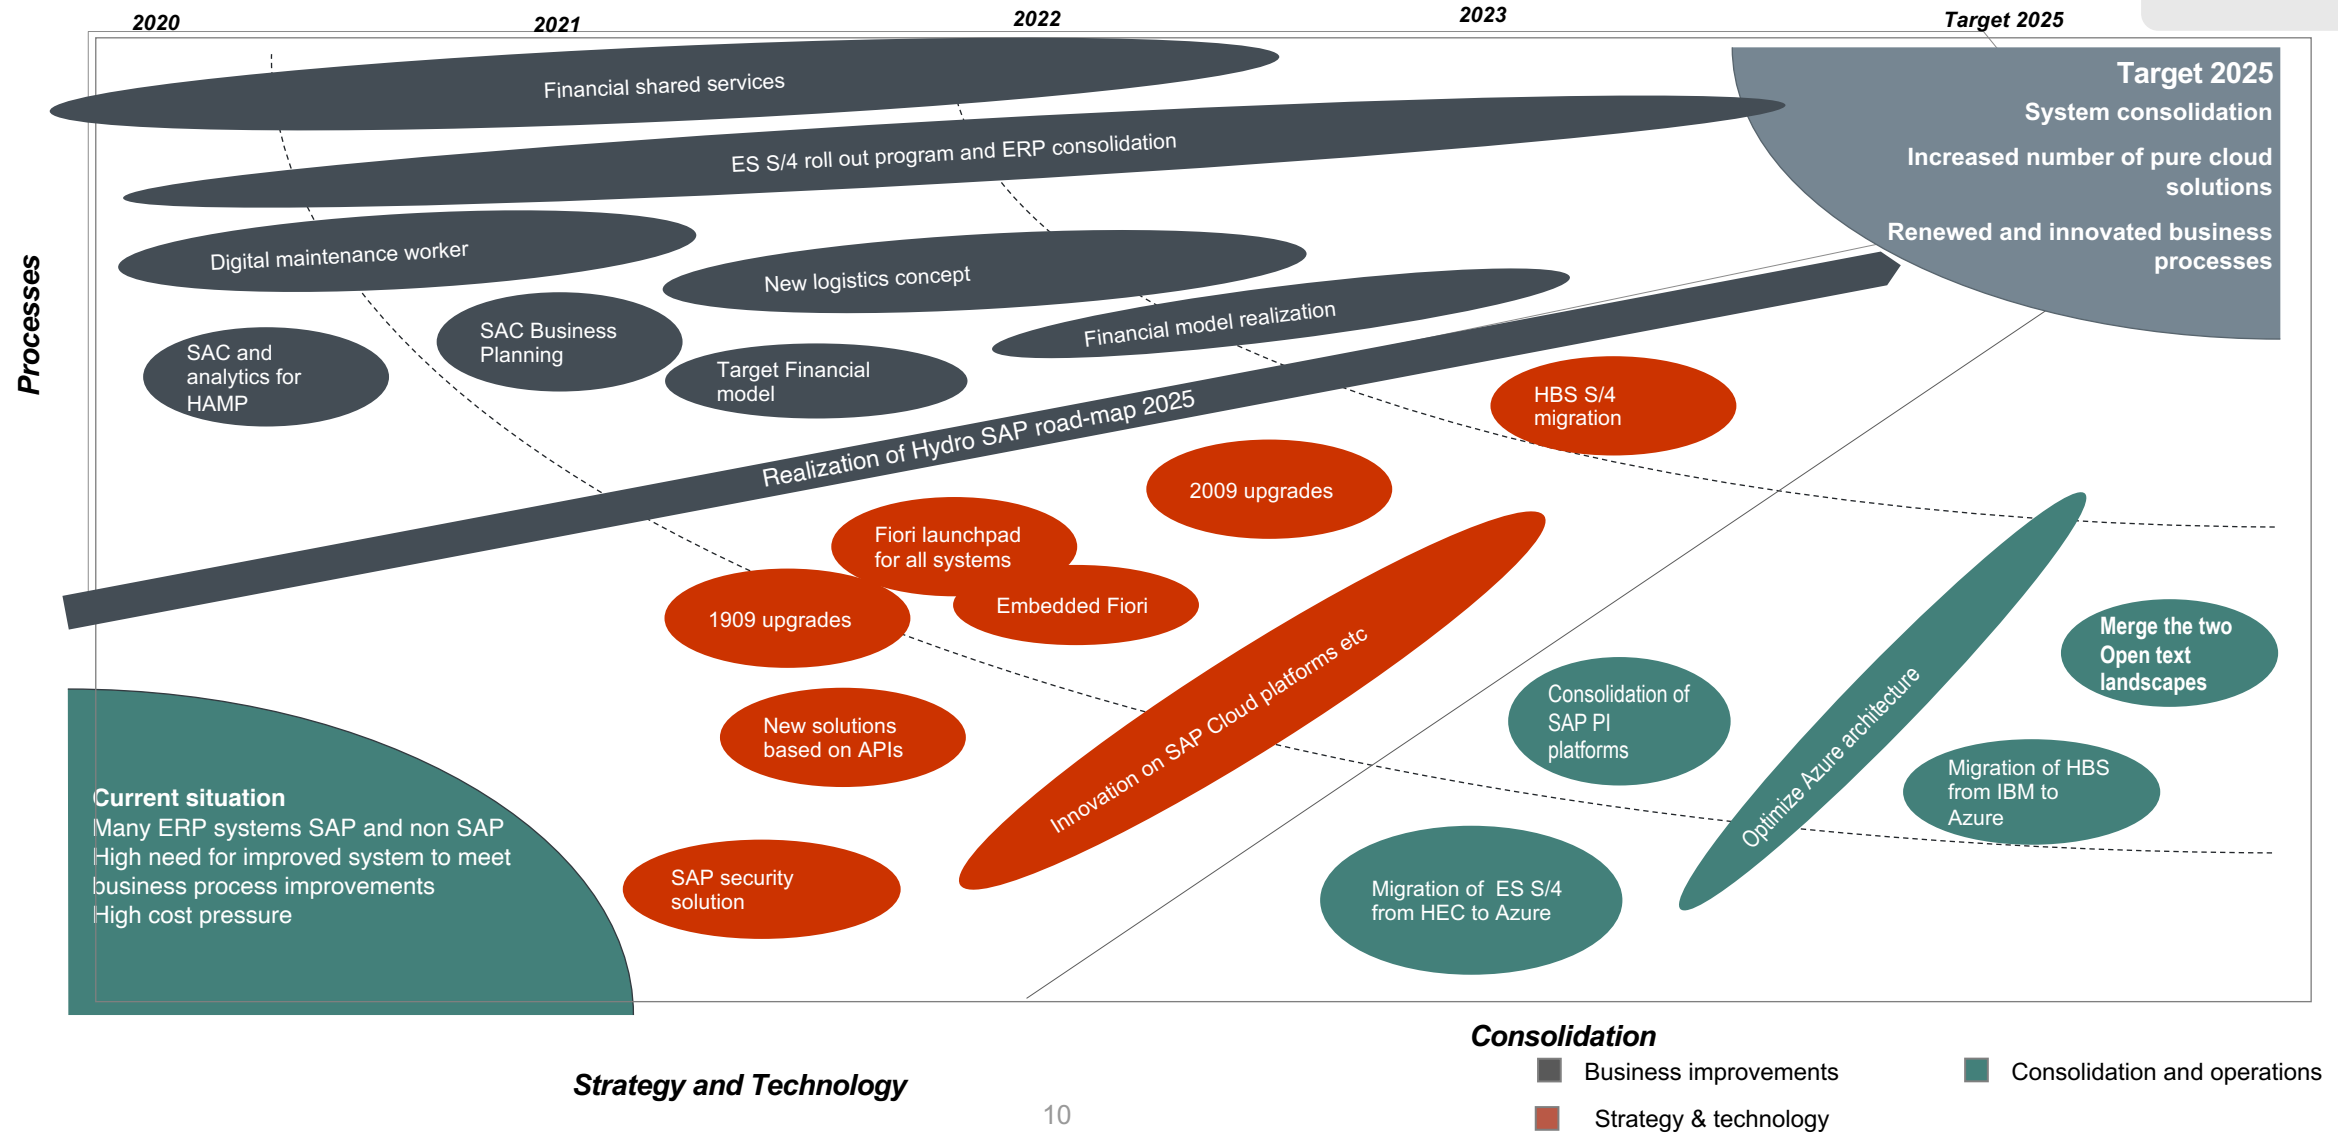 2020
2021
2022
2023
Target 2025
Financial shared services
ES S/4 roll out program and ERP consolidation
Digital maintenance worker
New logistics concept
Financial model realization
SAC and
analytics for
HAMP
SAC Business
Planning
Target Financial
model
Target 2025
System consolidation
Increased number of pure cloud
solutions
Renewed and innovated business
processes
Processes
Realization of Hydro SAP road-map 2025
HBS S/4
migration
2009 upgrades
Fiori launchpad
for all systems
Embedded Fiori
1909 upgrades
New solutions
based on APIs
SAP security
solution
Innovation on SAP Cloud platforms etc
Consolidation of
SAP PI
platforms
Optimize Azure architecture
Merge the two
Open text
landscapes
Migration of HBS
from IBM to
Azure
Migration of  ES S/4
from HEC to Azure
Current situation
Many ERP systems SAP and non SAP
High need for improved system to meet
business process improvements
High cost pressure
Consolidation
Business improvements
Consolidation and operations
Strategy & technology
Strategy and Technology
10